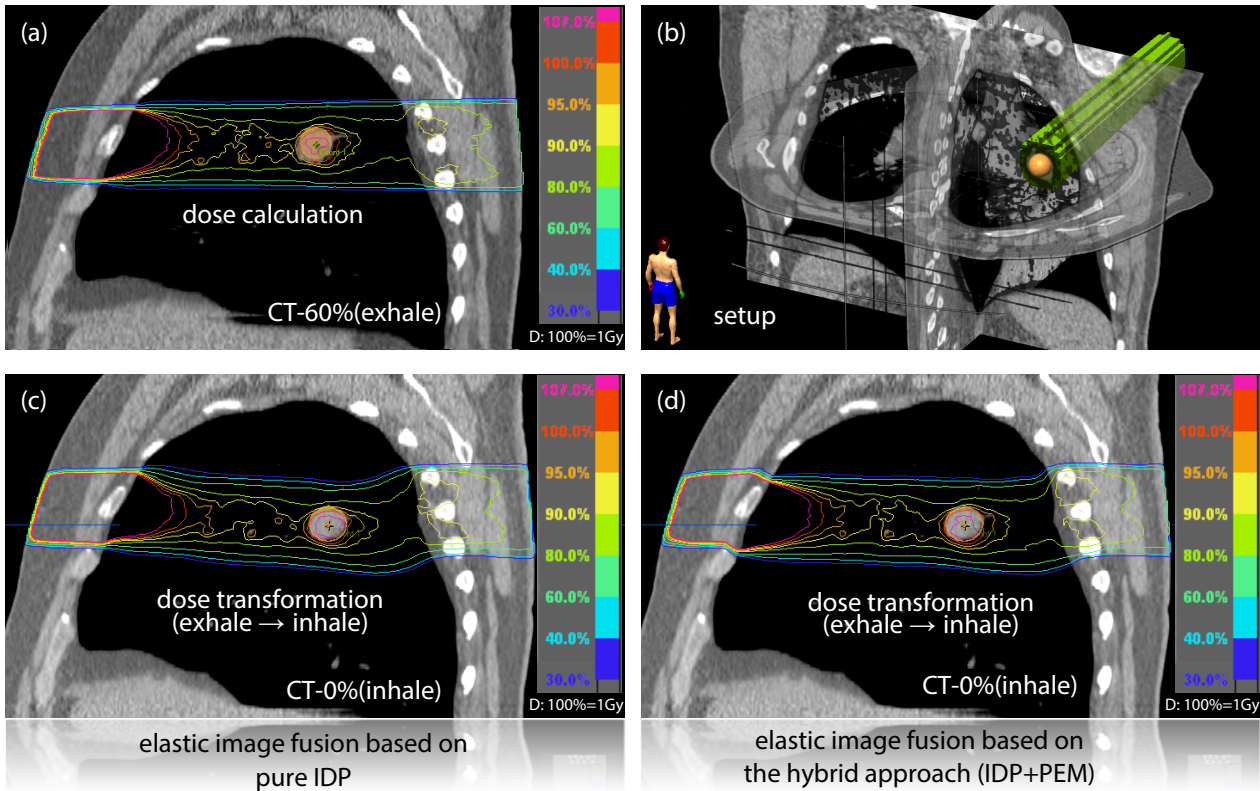 (a)
107.0%
100.0%
95.0%
90.0%
80.0%
60.0%
40.0%
30.0%
dose calculation
CT-60%(exhale)
D: 100%=1Gy
(b)
setup
(c)
107.0%
100.0%
95.0%
90.0%
80.0%
60.0%
40.0%
30.0%
dose transformation
(exhale → inhale)
CT-0%(inhale)
D: 100%=1Gy
elastic image fusion based on
pure IDP
(d)
107.0%
100.0%
95.0%
90.0%
80.0%
60.0%
40.0%
30.0%
dose transformation
(exhale → inhale)
CT-0%(inhale)
D: 100%=1Gy
elastic image fusion based on
the hybrid approach (IDP+PEM)